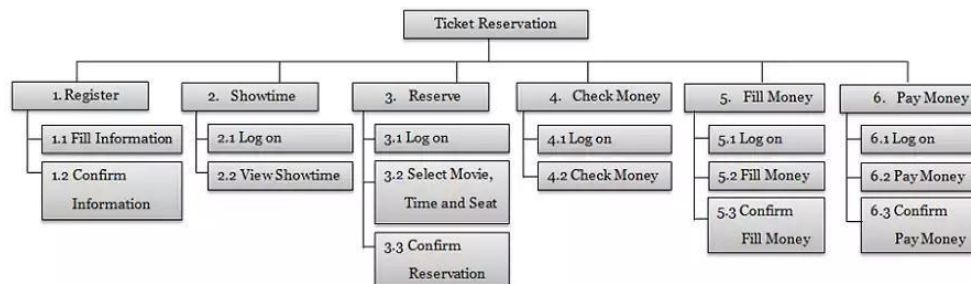 Ticket Reservation
1. Register
1.1 Fill Information
1.2 Confirm
Information
2. Showtime
2.1 Log on
2.2 View Showtime
3. Reserve
3.1 Log on
3.2 Select Movie,
Time and Seat
3.3 Confirm
Reservation
4. Check Money
4.1 Log on
4.2 Check Money
5. Fill Money
5.1 Log on
5.2 Fill Money
5.3 Confirm
Fill Money
6. Pay Money
6.1 Log on
6.2 Pay Money
6.3 Confirm
Pay Money